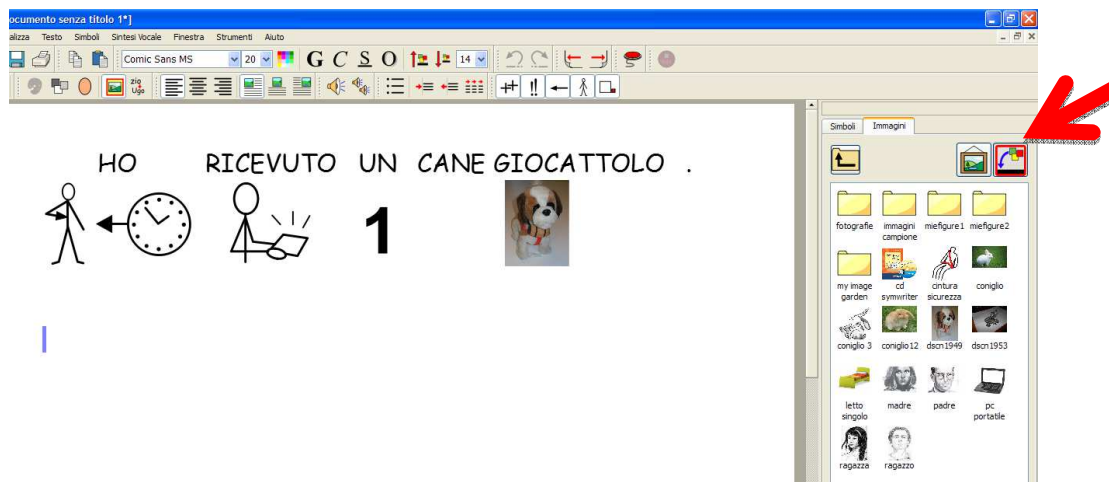 ocumento senza titolo 1*]
alizza Testo Simboli Sintesi Vocale Finestra Strumenti Aiuto
Comic Sans MS 20 G C S O 14
zig
Ugo
Simboli Immagini
HO RICEVUTO UN CANE GIOCATTOLO .
1
fotografie immagini campione miefigure1 miefigure2
my image garden cd symwriter cintura sicurezza coniglio
coniglio 3 coniglio12 dscn1949 dscn1953
letto singolo madre padre pc portatile
ragazza ragazzo